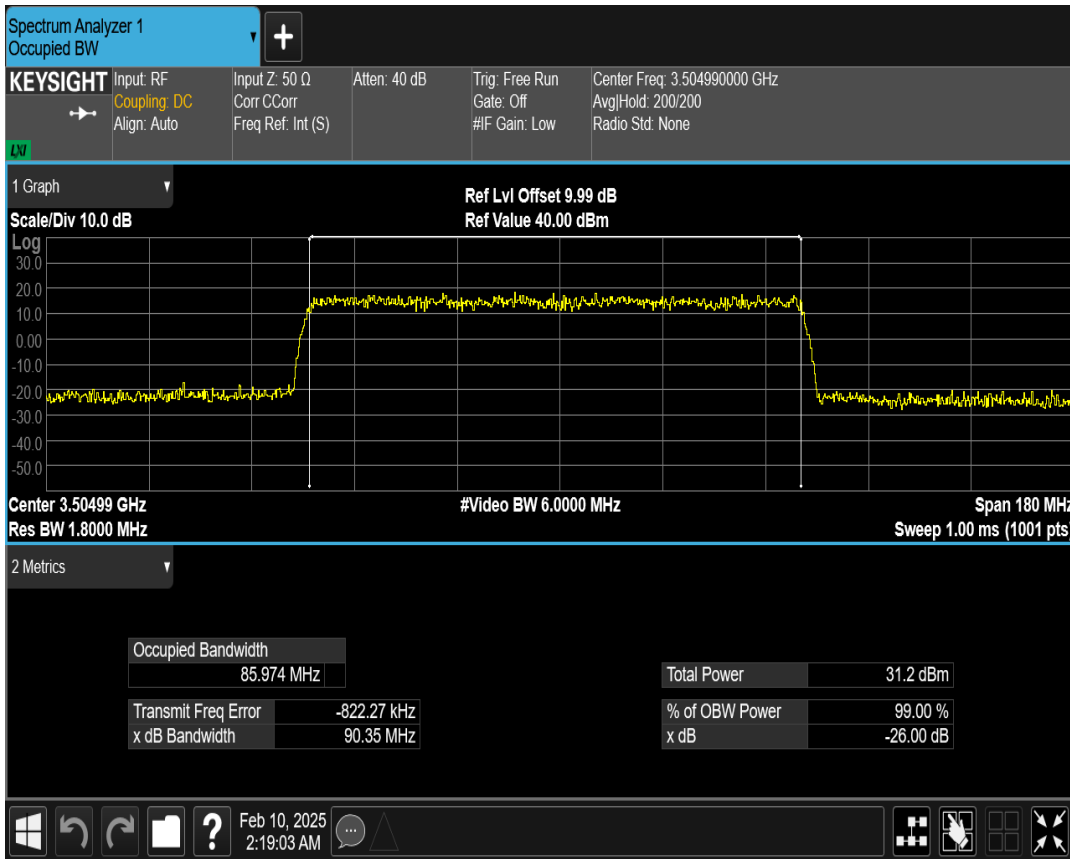 Spectrum Analyzer 1
Occupied BW
+
KEYSIGHT
LXI
Input: RF
Coupling: DC
Align: Auto
Input Z: 50 Ω
Corr CCorr
Freq Ref: Int (S)
Atten: 40 dB
Trig: Free Run
Gate: Off
#IF Gain: Low
Center Freq: 3.504990000 GHz
Avg|Hold: 200/200
Radio Std: None
1 Graph
Scale/Div 10.0 dB
Ref Lvl Offset 9.99 dB
Ref Value 40.00 dBm
Log
30.0
20.0
10.0
0.00
-10.0
-20.0
-30.0
-40.0
-50.0
Center 3.50499 GHz
#Video BW 6.0000 MHz
Span 180 MHz
Res BW 1.8000 MHz
Sweep 1.00 ms (1001 pts)
2 Metrics
Occupied Bandwidth
85.974 MHz
Transmit Freq Error -822.27 kHz
x dB Bandwidth 90.35 MHz
Total Power 31.2 dBm
% of OBW Power 99.00 %
x dB -26.00 dB
?
Feb 10, 2025
2:19:03 AM